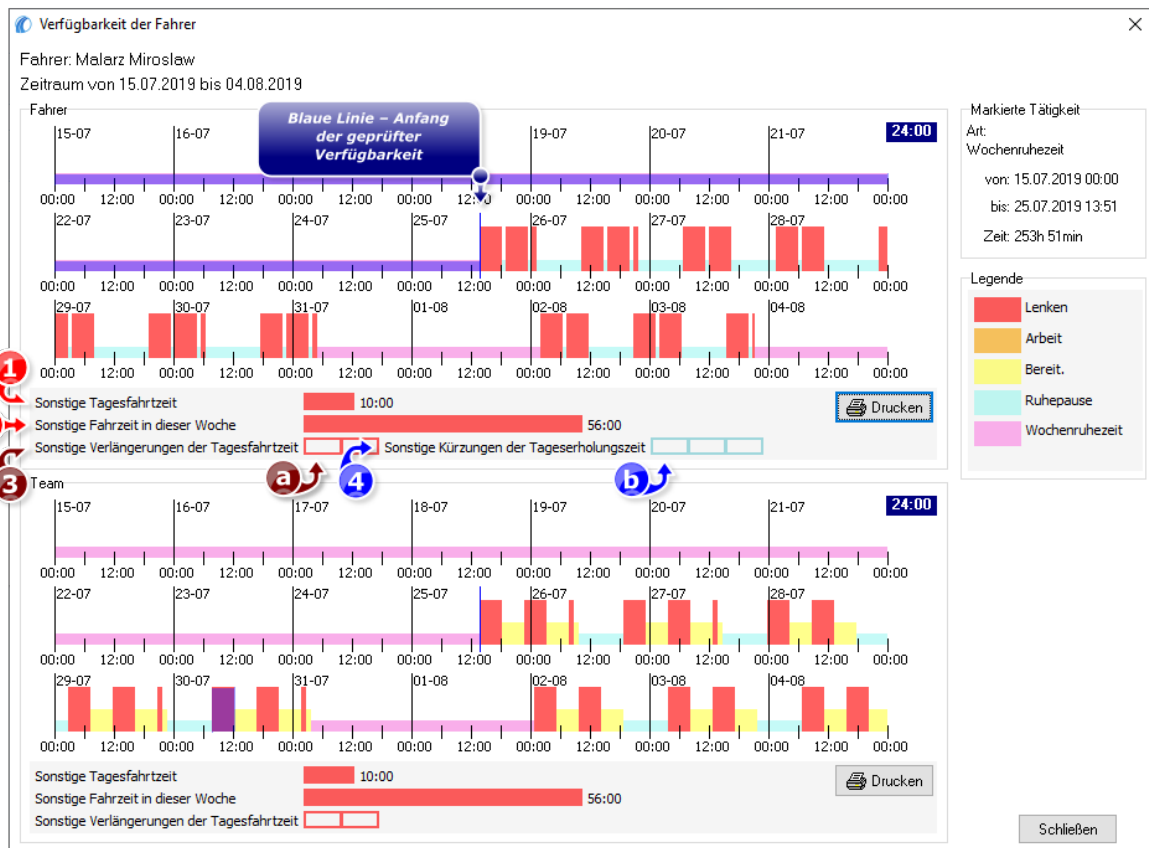 Verfügbarkeit der Fahrer
Fahrer: Malarz Miroslaw
Zeitraum von 15.07.2019 bis 04.08.2019
Fahrer
Blaue Linie – Anfang
der geprüfter
Verfügbarkeit
15-07 16-07 19-07 20-07 21-07 24:00
00:00 12:00 00:00 12:00 00:00 12:00 00:00 12:00 00:00 12:00 00:00 12:00 00:00 12:00 00:00
22-07 23-07 24-07 25-07 26-07 27-07 28-07
00:00 12:00 00:00 12:00 00:00 12:00 00:00 12:00 00:00 12:00 00:00 12:00 00:00 12:00 00:00
29-07 30-07 31-07 01-08 02-08 03-08 04-08
00:00 12:00 00:00 12:00 00:00 12:00 00:00 12:00 00:00 12:00 00:00 12:00 00:00 12:00 00:00
1
Sonstige Tagesfahrtzeit 10:00
Drucken
Sonstige Fahrzeit in dieser Woche 56:00
Sonstige Verlängerungen der Tagesfahrtzeit Sonstige Kürzungen der Tageserholungszeit
3 a 4 b
Team
15-07 16-07 17-07 18-07 19-07 20-07 21-07 24:00
00:00 12:00 00:00 12:00 00:00 12:00 00:00 12:00 00:00 12:00 00:00 12:00 00:00 12:00 00:00
22-07 23-07 24-07 25-07 26-07 27-07 28-07
00:00 12:00 00:00 12:00 00:00 12:00 00:00 12:00 00:00 12:00 00:00 12:00 00:00 12:00 00:00
29-07 30-07 31-07 01-08 02-08 03-08 04-08
00:00 12:00 00:00 12:00 00:00 12:00 00:00 12:00 00:00 12:00 00:00 12:00 00:00 12:00 00:00
Sonstige Tagesfahrtzeit 10:00
Drucken
Sonstige Fahrzeit in dieser Woche 56:00
Sonstige Verlängerungen der Tagesfahrtzeit
Markierte Tätigkeit
Art:
Wochenruhezeit
von: 15.07.2019 00:00
bis: 25.07.2019 13:51
Zeit: 253h 51min
Legende
Lenken
Arbeit
Bereit.
Ruhepause
Wochenruhezeit
Schließen